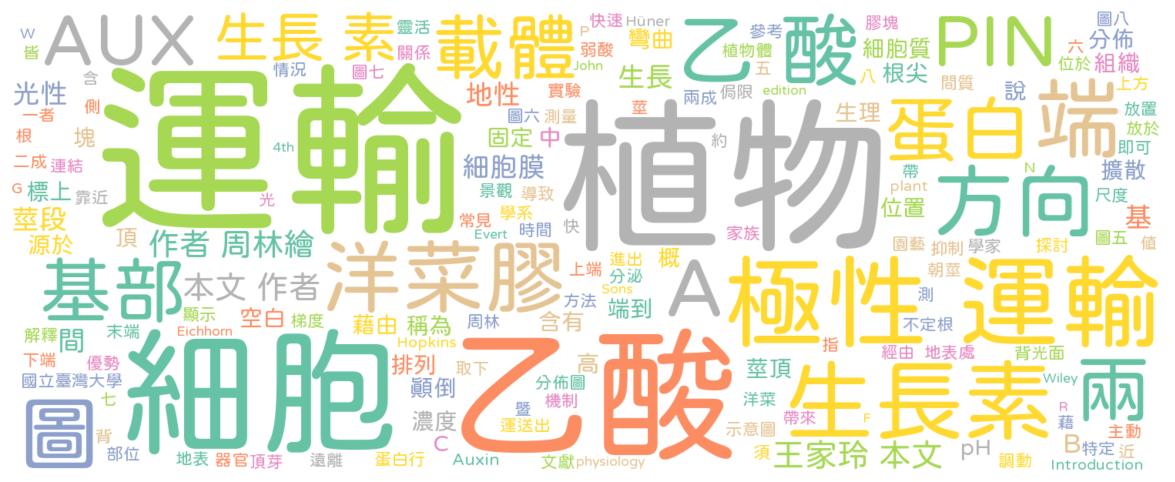 W
皆
AUX
生長 素
靈活
關係
載體
快速
Hüner
P
彎曲
弱酸
John
參考
植物體
五
乙酸
膠塊
細胞質
八
根尖
PIN
圖八
分佈
六
組織
位於
情況
圖七
生長
兩成
侷限
edition
間質
上方
光性
含
一者
側
根
塊
運輸
地性
實驗
圖六
測量
莖
固定
中
植物
約
生理
蛋白
端
說
放置
放於
即可
擴散
4th
二成
連結
G
標上
靠近
光
細胞膜
景觀
導致
帶
plant
位置
方向
N
尺度
莖段
源於
頂
作者 周林繪
常見
學系
Evert
時間
快
家族
園藝
抑制
學家
朝莖
探討
圖五
基
值
基部
本文 作者
洋菜膠
上端
進出
分泌
Sons
概
A
極性 運輸
測
不定根
間
解釋
末端
顯示
空白
梯度
Eichhorn
藉由
稱為
周林
Hopkins
方法
端到
含有
指
經由
地表處
背光面
下端
優勢
國立臺灣大學
七
圖
背
部位
細胞
地表
器官
頂芽
遠離
排列
取下
顛倒
濃度
C
蛋白行
Auxin
分佈圖
機制
暨
運送出
文獻
高
physiology
乙酸
莖頂
洋菜
帶來
示意圖
須
生長素
F
王家玲 本文
pH
Wiley
R
藉
B
特定
調動
兩
主動
近
Introduction